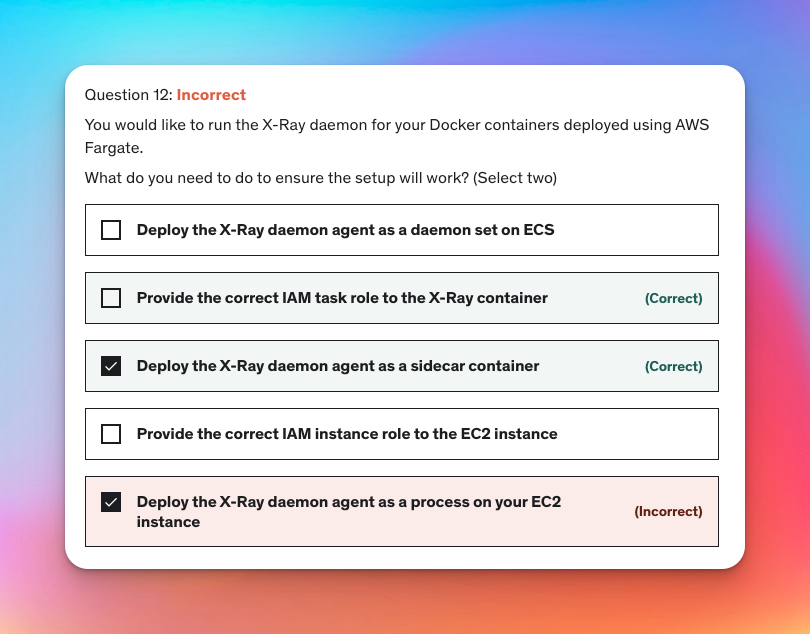 Question 12: Incorrect
You would like to run the X-Ray daemon for your Docker containers deployed using AWS
Fargate.
What do you need to do to ensure the setup will work? (Select two)
Deploy the X-Ray daemon agent as a daemon set on ECS
Provide the correct IAM task role to the X-Ray container (Correct)
Deploy the X-Ray daemon agent as a sidecar container (Correct)
Provide the correct IAM instance role to the EC2 instance
Deploy the X-Ray daemon agent as a process on your EC2
instance
(Incorrect)